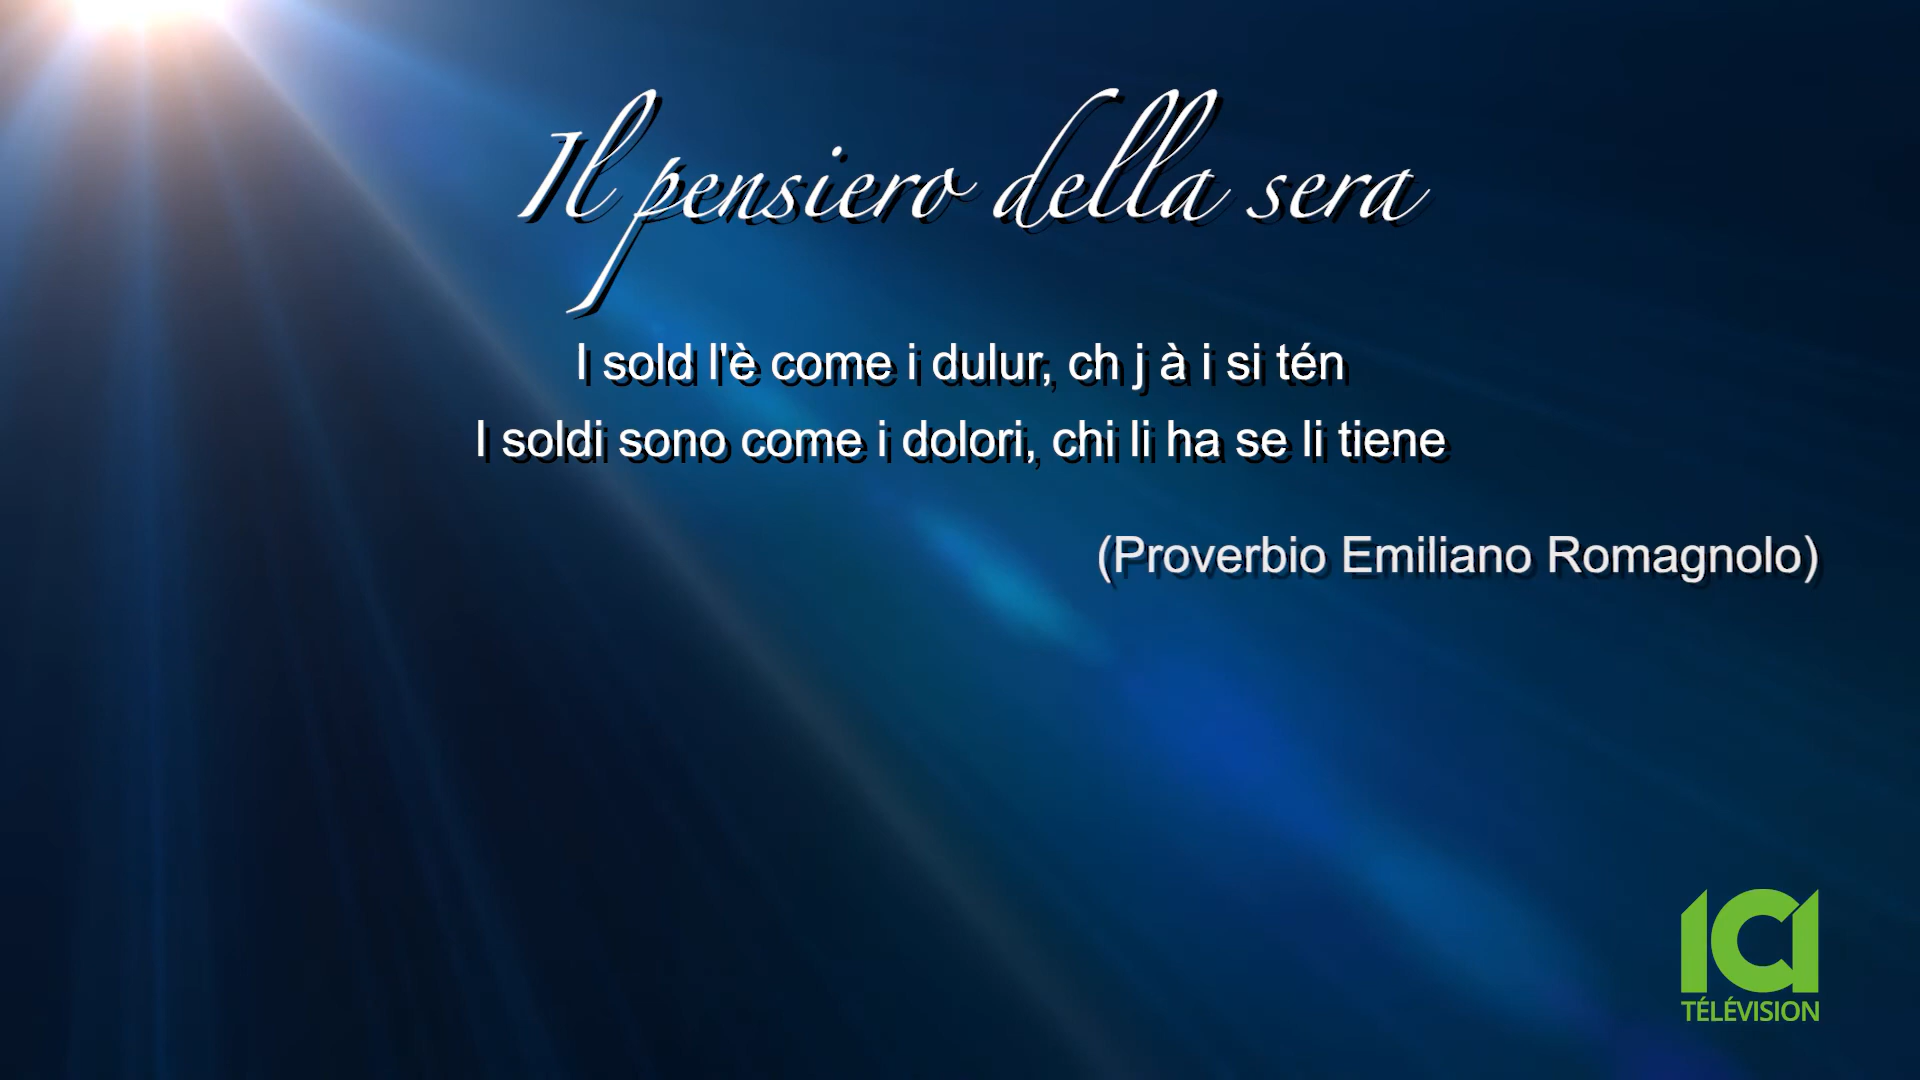 Il pensiero della sera
I sold l'è come i dulur, ch j à i si tén
I soldi sono come i dolori, chi li ha se li tiene
(Proverbio Emiliano Romagnolo)
ICI
TÉLÉVISION